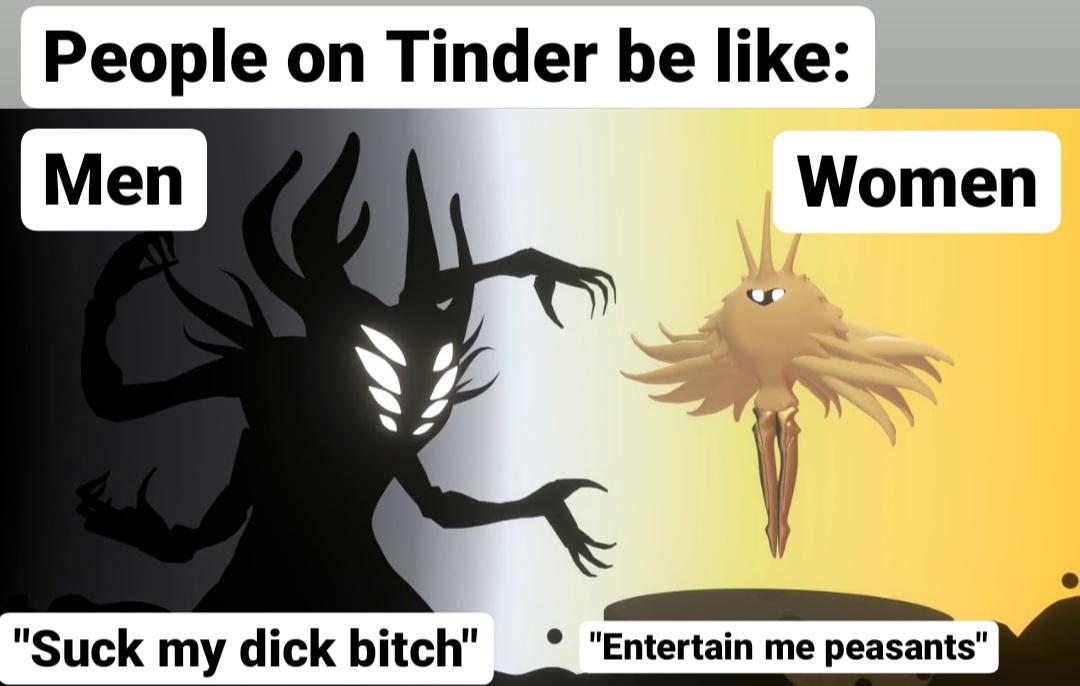 People on Tinder be like:
Men
Women
"Suck my dick bitch"
"Entertain me peasants"